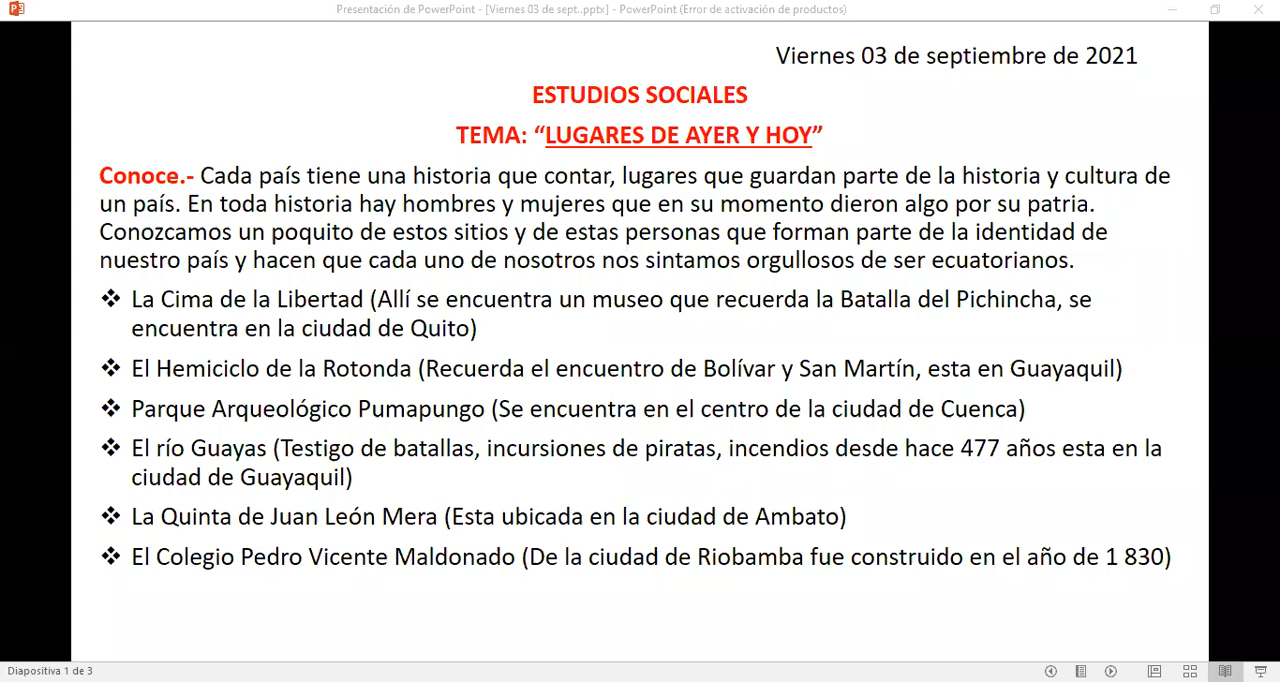 Presentación de PowerPoint - [Viernes 03 de sept..pptx] - PowerPoint (Error de activación de productos)
Viernes 03 de septiembre de 2021
ESTUDIOS SOCIALES
TEMA: “LUGARES DE AYER Y HOY”
Conoce.- Cada país tiene una historia que contar, lugares que guardan parte de la historia y cultura de
un país. En toda historia hay hombres y mujeres que en su momento dieron algo por su patria.
Conozcamos un poquito de estos sitios y de estas personas que forman parte de la identidad de
nuestro país y hacen que cada uno de nosotros nos sintamos orgullosos de ser ecuatorianos.
❖ La Cima de la Libertad (Allí se encuentra un museo que recuerda la Batalla del Pichincha, se
encuentra en la ciudad de Quito)
❖ El Hemiciclo de la Rotonda (Recuerda el encuentro de Bolívar y San Martín, esta en Guayaquil)
❖ Parque Arqueológico Pumapungo (Se encuentra en el centro de la ciudad de Cuenca)
❖ El río Guayas (Testigo de batallas, incursiones de piratas, incendios desde hace 477 años esta en la
ciudad de Guayaquil)
❖ La Quinta de Juan León Mera (Esta ubicada en la ciudad de Ambato)
❖ El Colegio Pedro Vicente Maldonado (De la ciudad de Riobamba fue construido en el año de 1 830)
Diapositiva 1 de 3